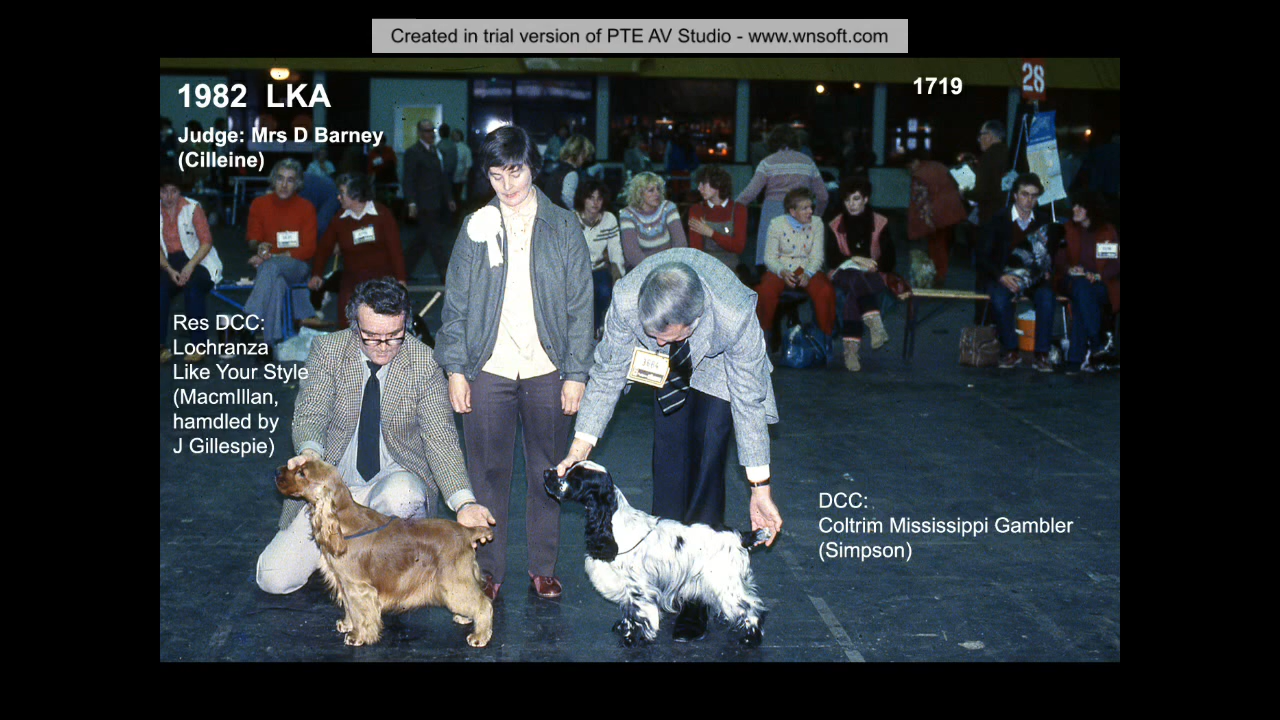 Created in trial version of PTE AV Studio - www.wnsoft.com
1982 LKA
1719
28
Judge: Mrs D Barney
(Cilleine)
Res DCC:
Lochranza
Like Your Style
(MacmIllan,
hamdled by
J Gillespie)
DCC:
Coltrim Mississippi Gambler
(Simpson)